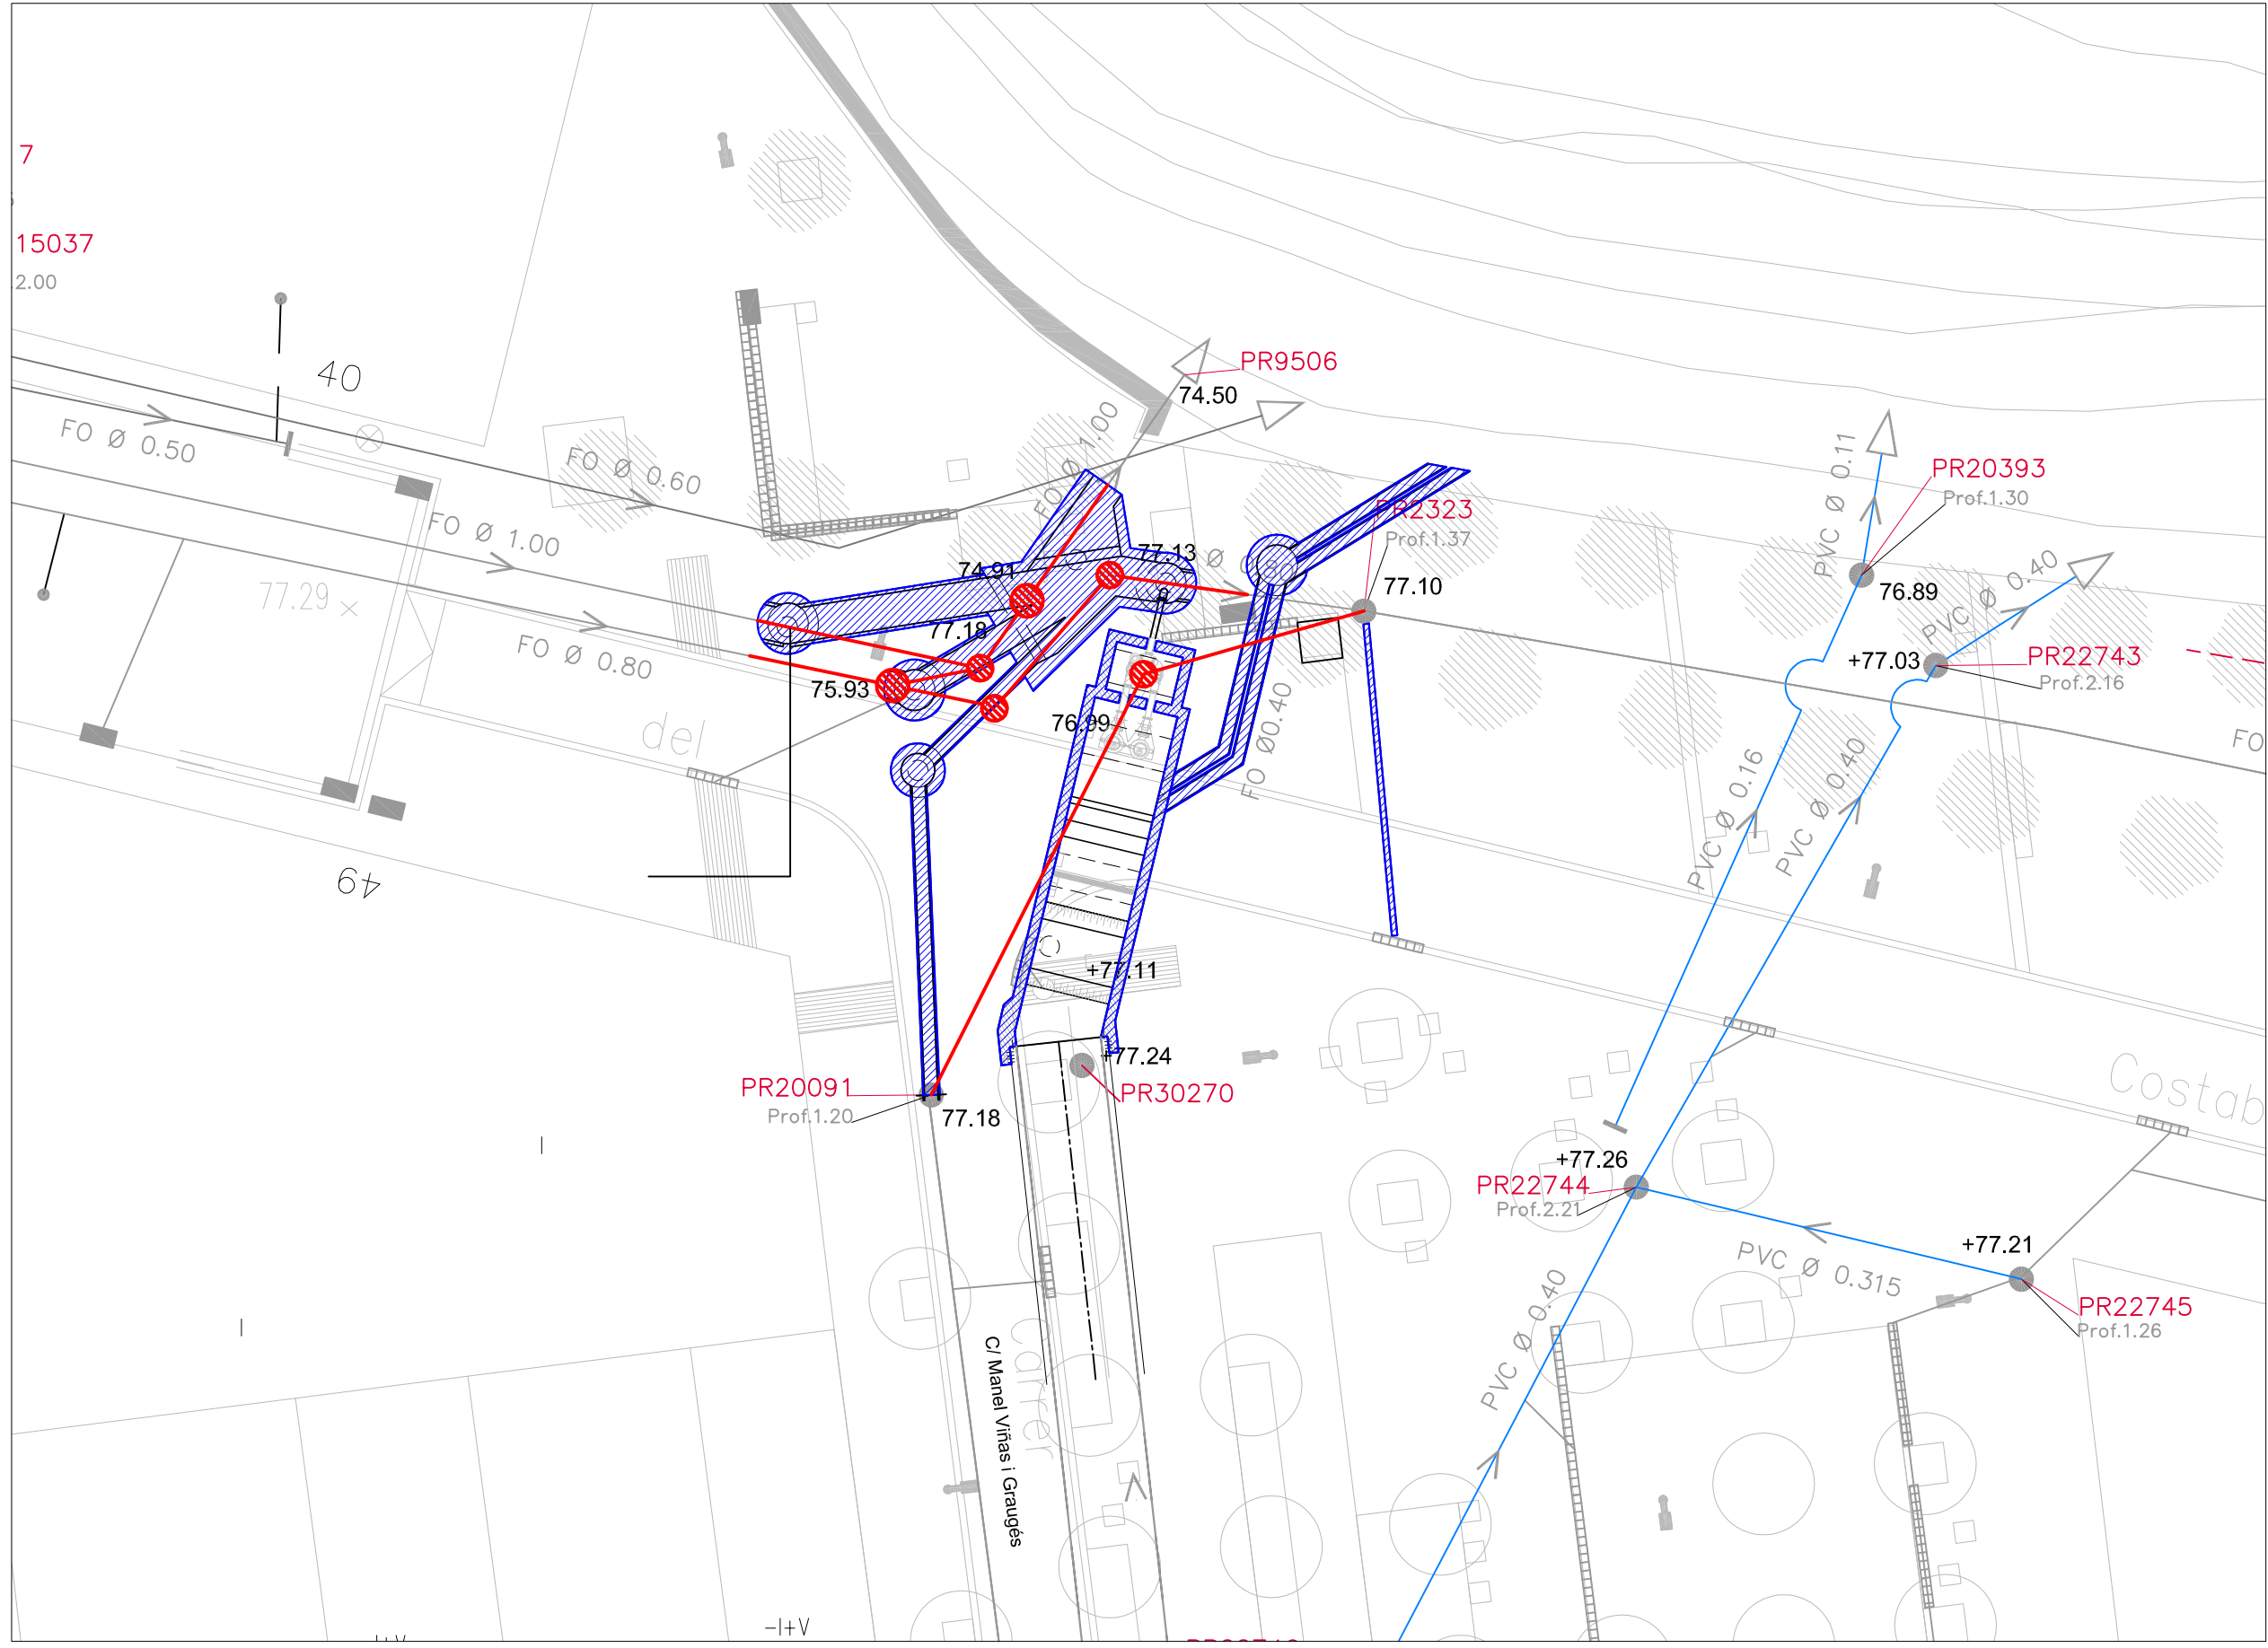 7
15037
2.00
40
PR9506
74.50
FO Ø 0.50
FO Ø 0.60
FO Ø 1.00
PVC Ø 0.11
PR20393
Prof.1.30
PR2323
Prof.1.37
FO Ø 1.00
77.13
74.91
77.10
76.89
77.29
PVC Ø 0.40
77.18
FO Ø 0.80
+77.03
PR22743
Prof.2.16
75.93
del
76.99
FO Ø0.40
FO
PVC Ø 0.16
PVC Ø 0.40
49
+77.11
+77.24
PR20091
Prof.1.20
PR30270
77.18
Costab
+77.26
PR22744
Prof.2.21
+77.21
PVC Ø 0.315
PR22745
Prof.1.26
PVC Ø 0.40
C/ Manel Viñas i Graugés
Carrer
-I+V